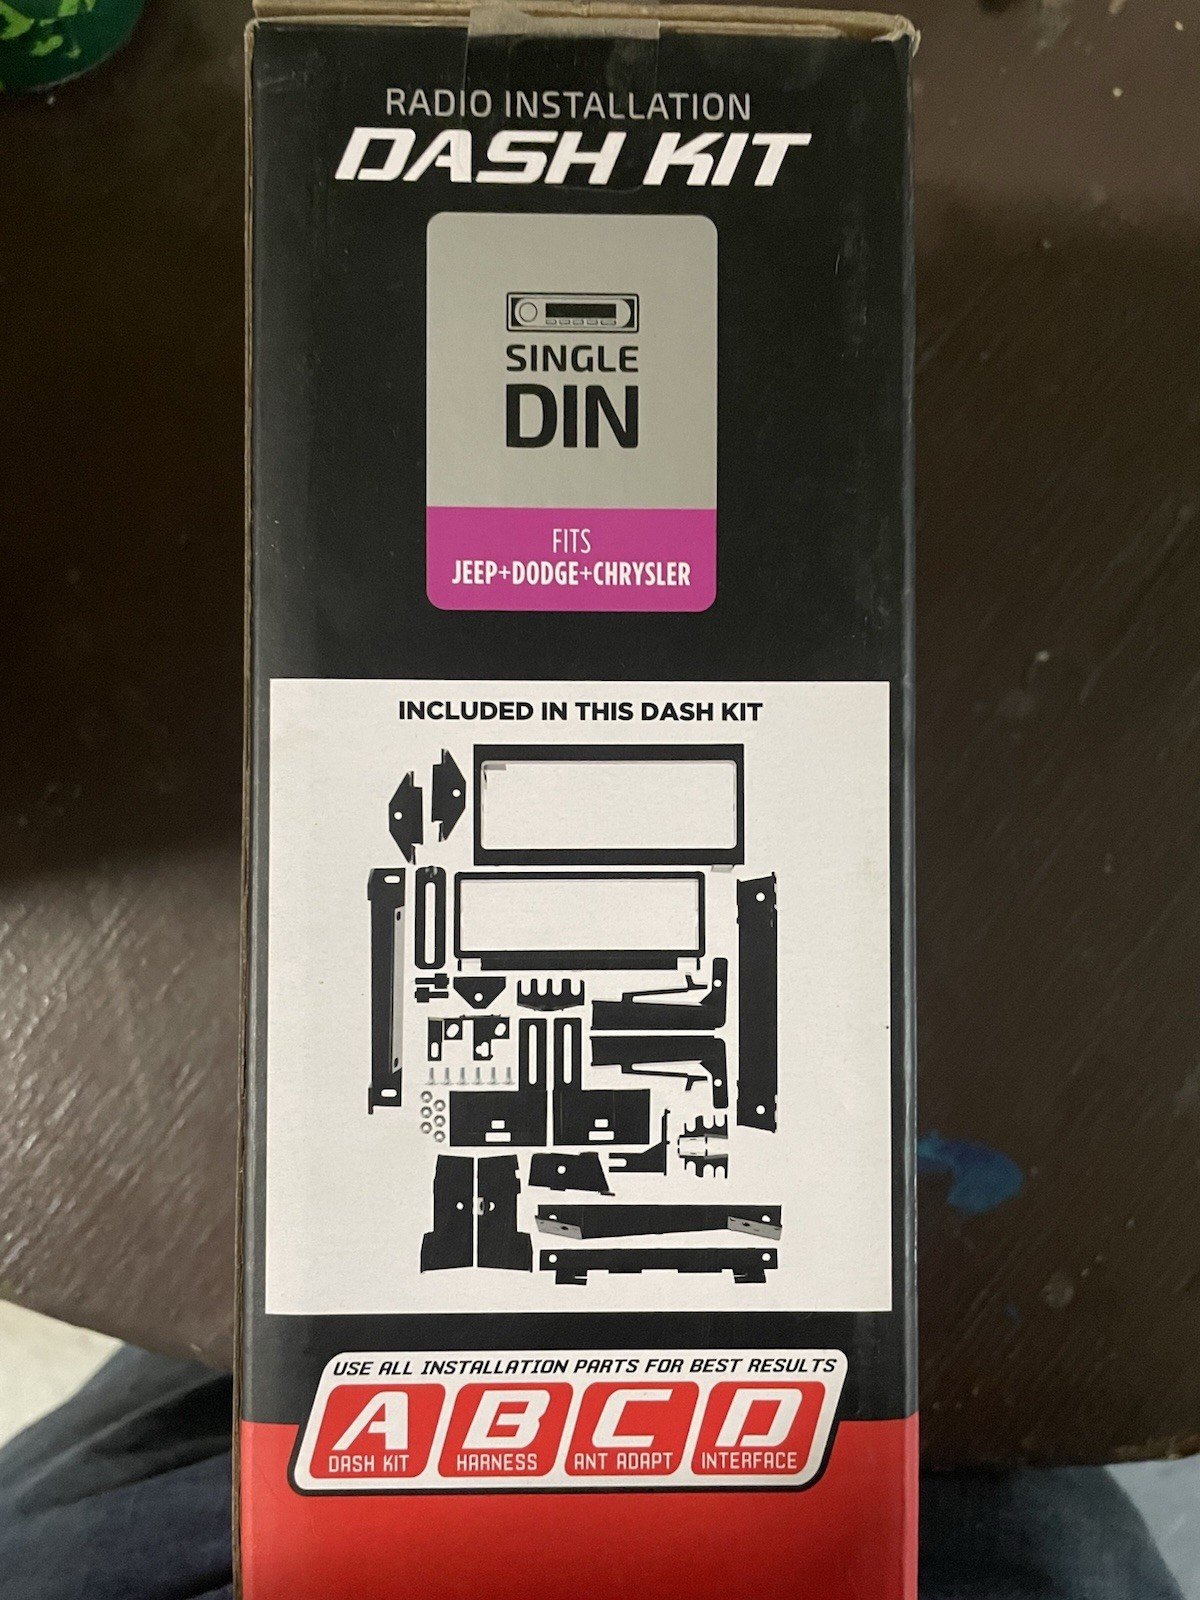 RADIO INSTALLATION
DASH KIT
SINGLE
DIN
FITS
JEEP+DODGE+CHRYSLER
INCLUDED IN THIS DASH KIT
USE ALL INSTALLATION PARTS FOR BEST RESULTS
A B C D
DASH KIT HARNESS ANT ADAPT INTERFACE